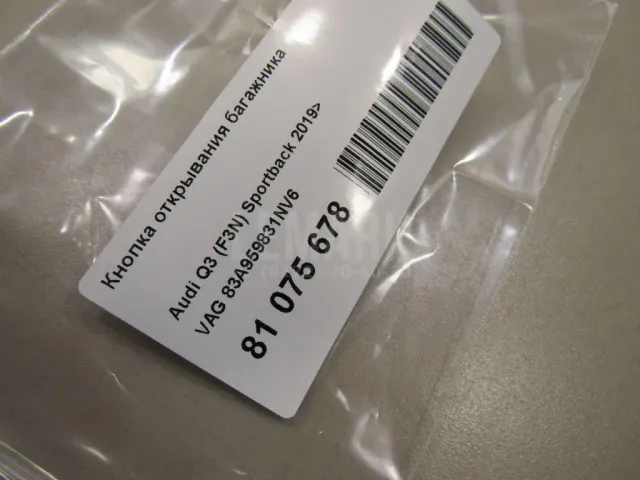 Кнопка открывания багажника
Audi Q3 (F3N) Sportback 2019>
VAG 83A959831NV6
81 075 678